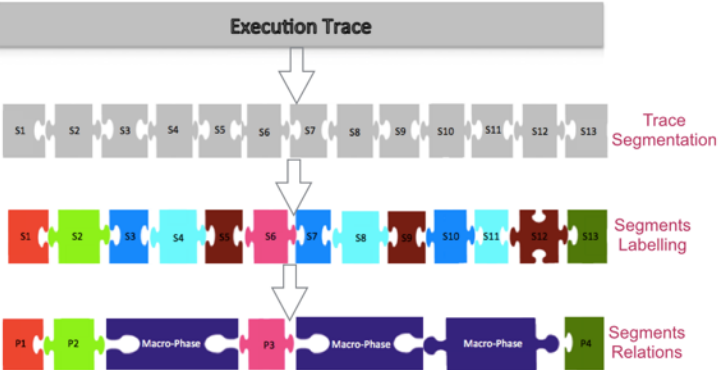 Execution Trace
S1 S2 S3 S4 S5 S6 S7 S8 S9 S10 S11 S12 S13
Trace
Segmentation
S1 S2 S3 S4 S5 S6 S7 S8 S9 S10 S11 S12 S13
Segments
Labelling
P1 P2 Macro-Phase P3 Macro-Phase Macro-Phase P4
Segments
Relations